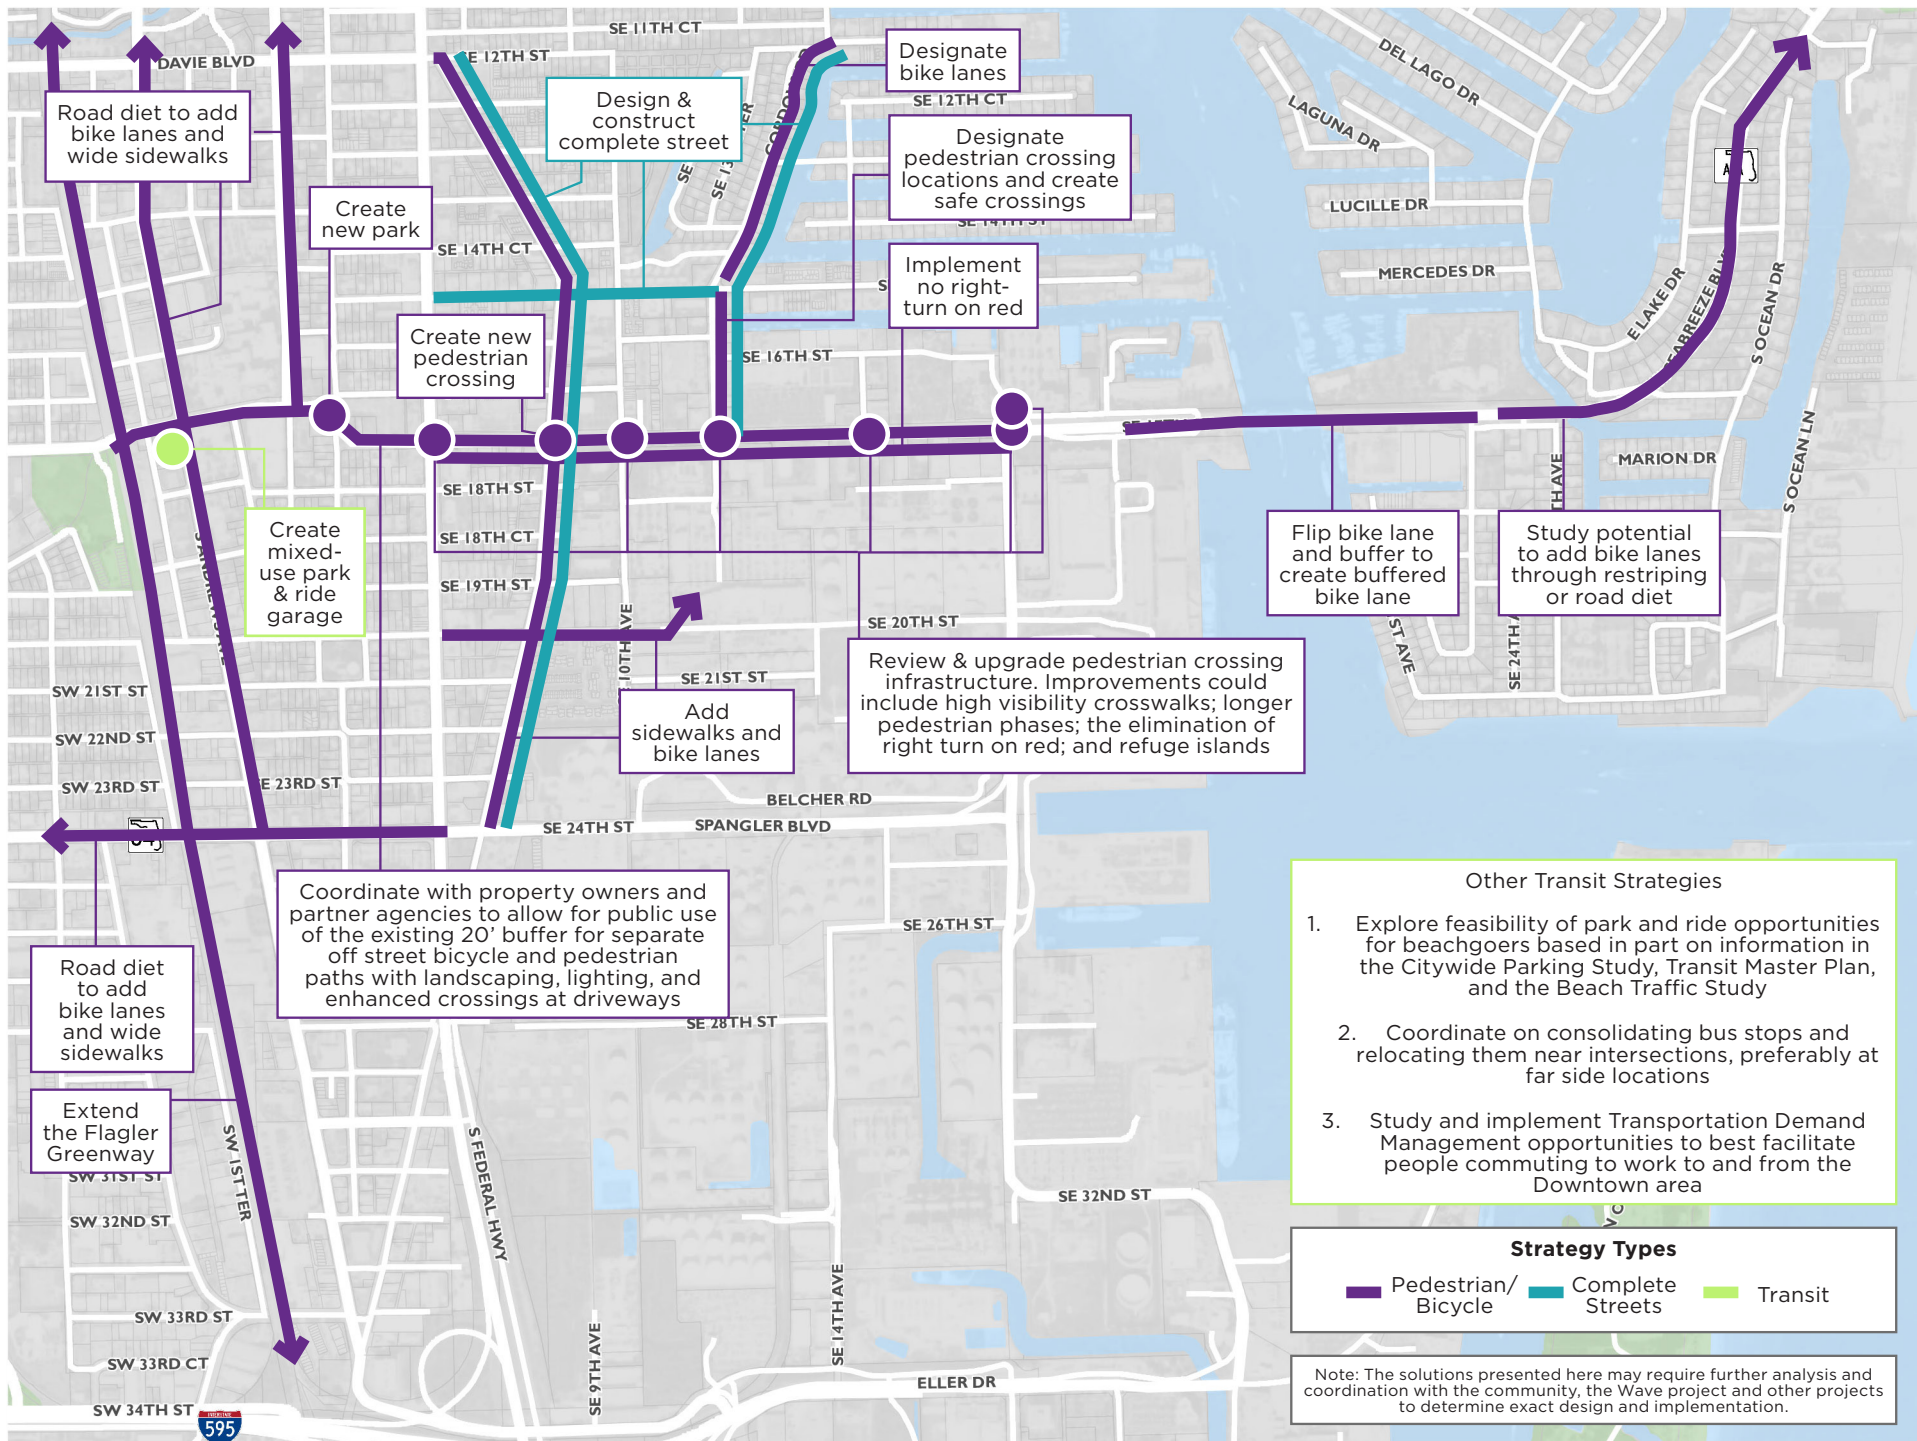 SE 11TH CT
DAVIE BLVD
E 12TH ST
Designate
bike lanes
DEL LAGO DR
Road diet to add
bike lanes and
wide sidewalks
Design &
construct
complete street
SE 12TH CT
LAGUNA DR
Designate
pedestrian crossing
locations and create
safe crossings
SE 14TH ST
LUCILLE DR
Create
new park
SE 14TH CT
Implement
no right-
turn on red
MERCEDES DR
E LAKE DR
S OCEAN DR
Create new
pedestrian
crossing
SE 16TH ST
S OCEAN LN
MARION DR
SE 18TH ST
SE 18TH CT
SE 19TH ST
Create
mixed-
use park
& ride
garage
Flip bike lane
and buffer to
create buffered
bike lane
Study potential
to add bike lanes
through restriping
or road diet
TH AVE
ST AVE
SE 24TH A
SE 20TH ST
SE 21ST ST
SW 21ST ST
SW 22ND ST
SW 23RD ST
E 23RD ST
Add
sidewalks and
bike lanes
Review & upgrade pedestrian crossing
infrastructure. Improvements could
include high visibility crosswalks; longer
pedestrian phases; the elimination of
right turn on red; and refuge islands
BELCHER RD
SE 24TH ST
SPANGLER BLVD
Coordinate with property owners and
partner agencies to allow for public use
of the existing 20’ buffer for separate
off street bicycle and pedestrian
paths with landscaping, lighting, and
enhanced crossings at driveways
SE 26TH ST
SE 28TH ST
Road diet
to add
bike lanes
and wide
sidewalks
Extend
the Flagler
Greenway
SW 31ST ST
SW 32ND ST
SW 1ST TER
S FEDERAL HWY
SE 32ND ST
SW 33RD ST
SW 33RD CT
SE 9TH AVE
SE 14TH AVE
ELLER DR
SW 34TH ST
INTERSTATE
595
Other Transit Strategies
1. Explore feasibility of park and ride opportunities
for beachgoers based in part on information in
the Citywide Parking Study, Transit Master Plan,
and the Beach Traffic Study
2. Coordinate on consolidating bus stops and
relocating them near intersections, preferably at
far side locations
3. Study and implement Transportation Demand
Management opportunities to best facilitate
people commuting to work to and from the
Downtown area
Strategy Types
Pedestrian/
Bicycle
Complete
Streets
Transit
Note: The solutions presented here may require further analysis and
coordination with the community, the Wave project and other projects
to determine exact design and implementation.